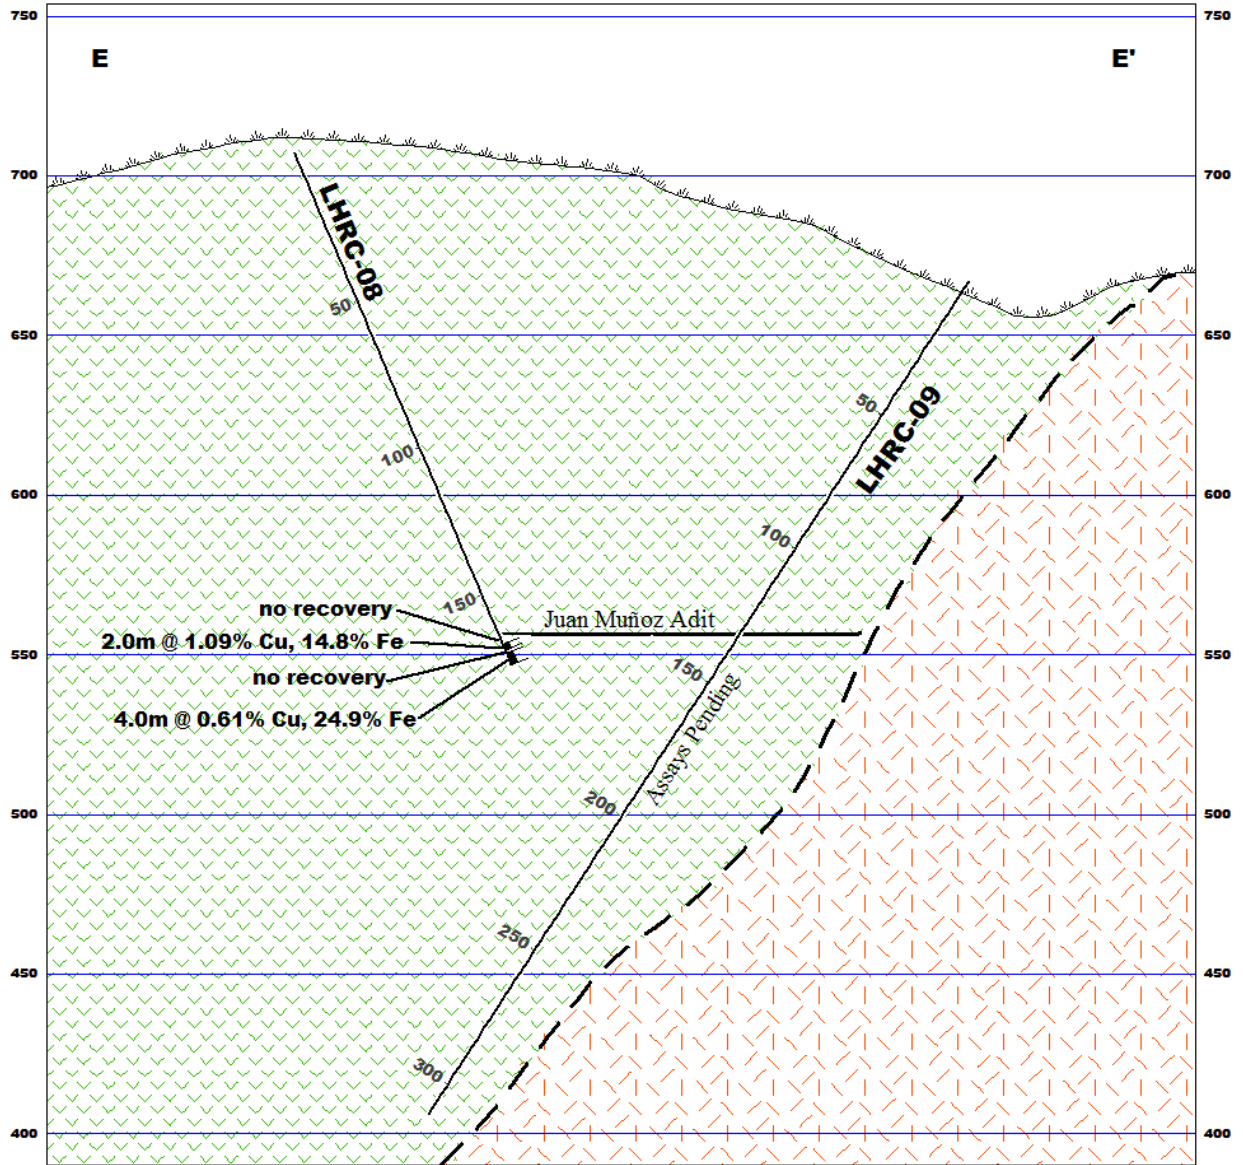 750 750
E E'
700 700
LHRC-08
50
650 650
50
LHRC-09
100
600 600
100
150
no recovery
Juan Muñoz Adit
2.0m @ 1.09% Cu, 14.8% Fe
550 550
150
no recovery
Assays Pending
4.0m @ 0.61% Cu, 24.9% Fe
200
500 500
250
450 450
300
400 400